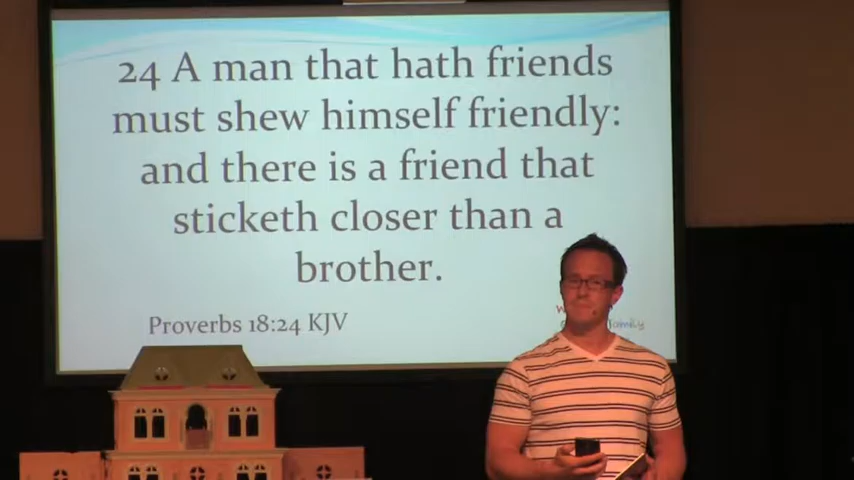 24 A man that hath friends
must shew himself friendly:
and there is a friend that
sticketh closer than a
brother.
Proverbs 18:24 KJV
family